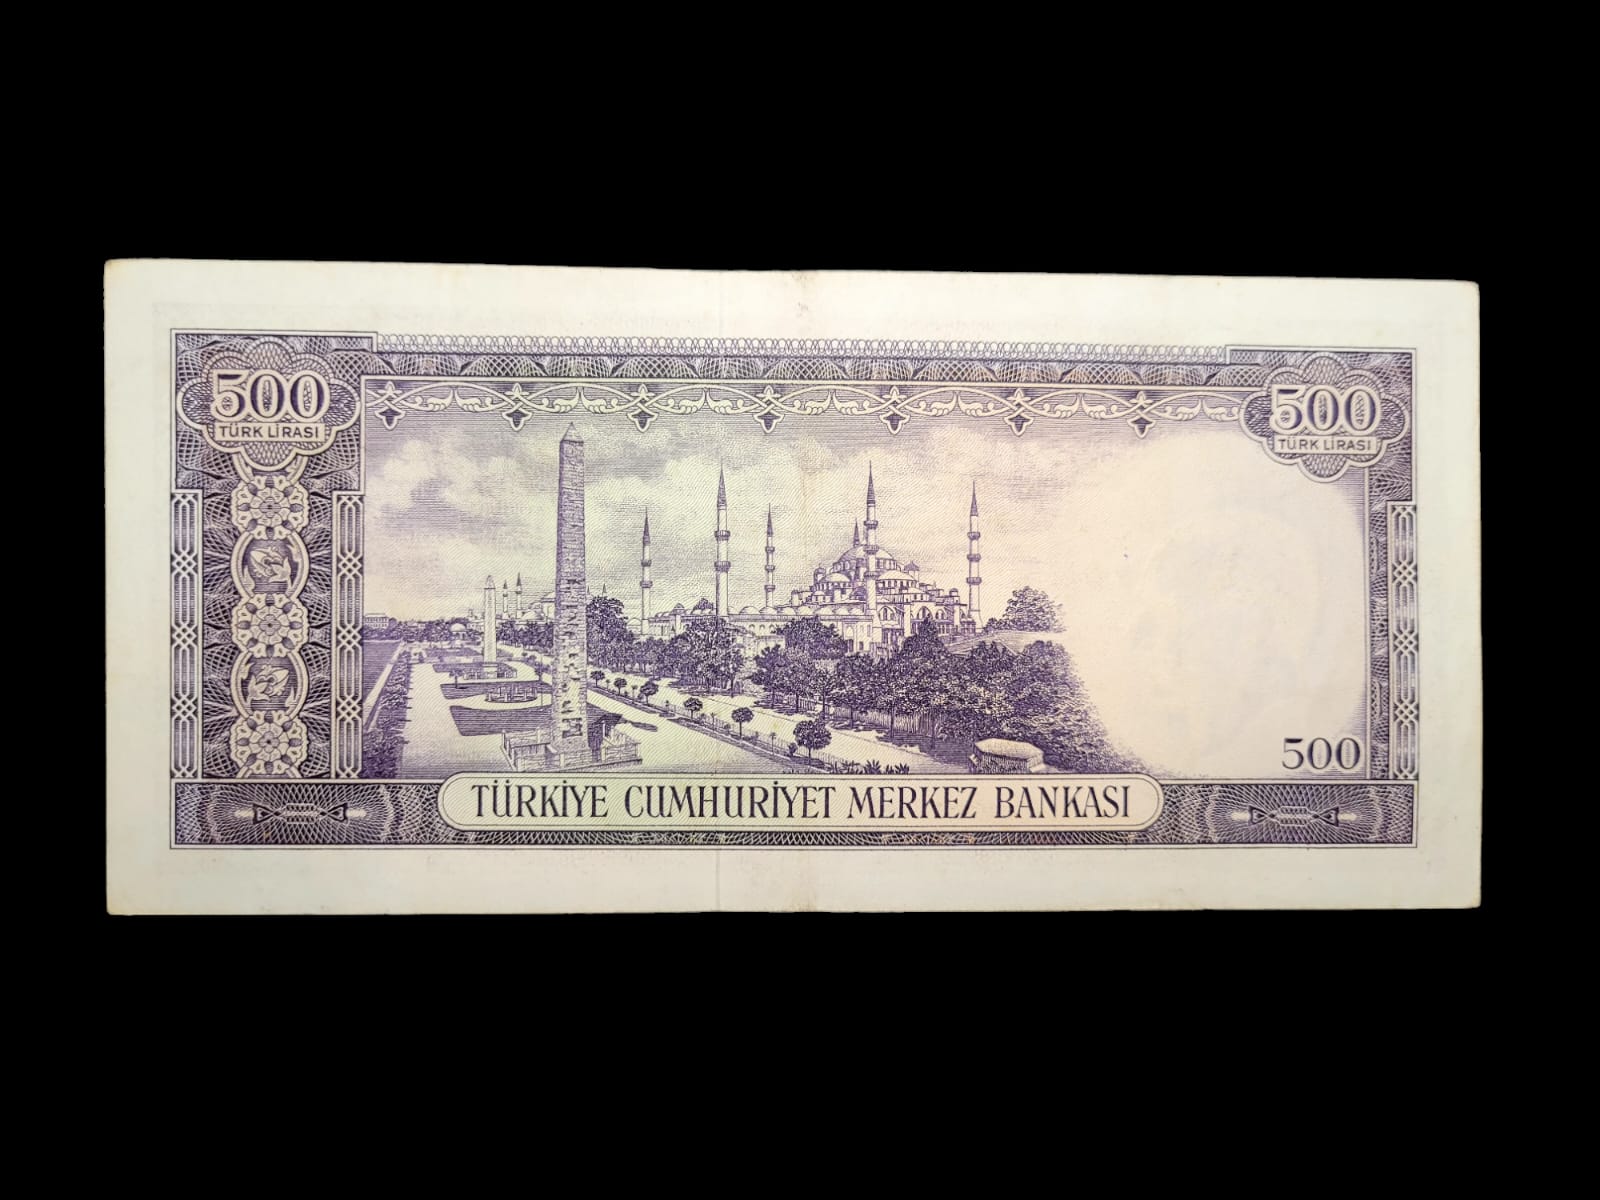 500
TÜRK LİRASI
500
TÜRK LİRASI
500
TÜRKİYE CUMHURİYET MERKEZ BANKASI